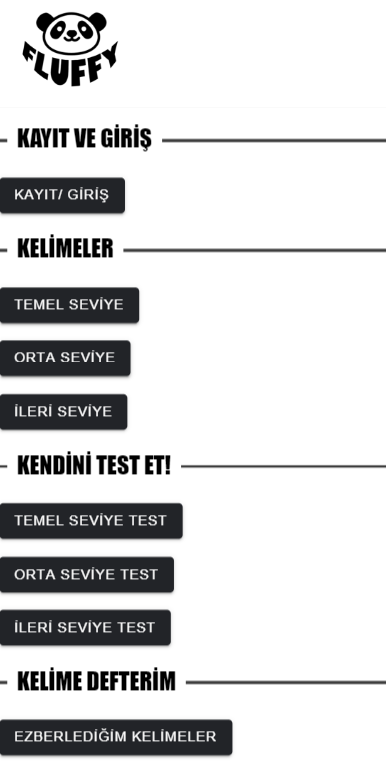 FLUFFY
KAYIT VE GİRİŞ
KAYIT/ GİRİŞ
KELİMELER
TEMEL SEVİYE
ORTA SEVİYE
İLERİ SEVİYE
KENDİNİ TEST ET!
TEMEL SEVİYE TEST
ORTA SEVİYE TEST
İLERİ SEVİYE TEST
KELİME DEFTERİM
EZBERLEDİĞİM KELİMELER